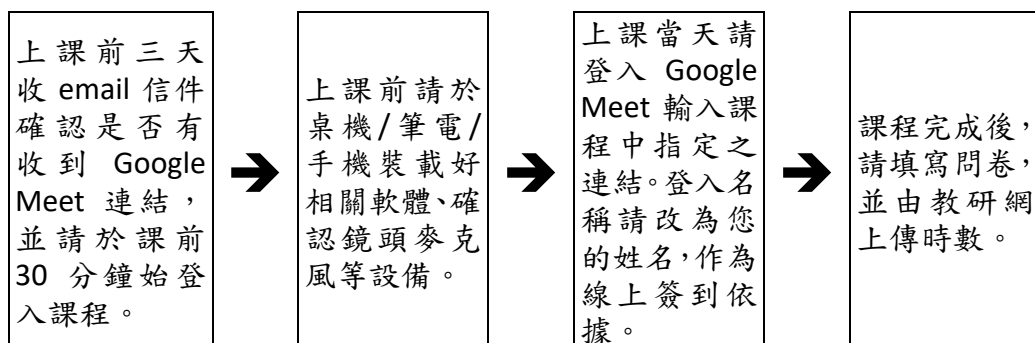 上課前三天
收 email 信件
確認是否有
收到 Google
Meet 連結，
並請於課前
30 分鐘始登
入課程。
上課前請於
桌機/筆電/
手機裝載好
相關軟體、確
認鏡頭麥克
風等設備。
上課當天請
登入 Google
Meet 輸入課
程中指定之
連結。登入名
稱請改為您
的姓名，作為
線上簽到依
據。
課程完成後，
請填寫問卷，
並由教研網
上傳時數。